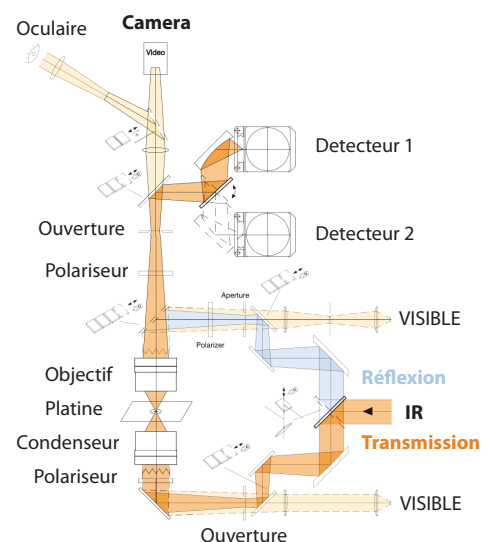 Camera
Oculaire
Video
Detecteur 1
Detecteur 2
Ouverture
Polariseur
Aperture
VISIBLE
Polarizer
Objectif
Réflexion
Platine
IR
Condenseur
Transmission
Polariseur
VISIBLE
Ouverture